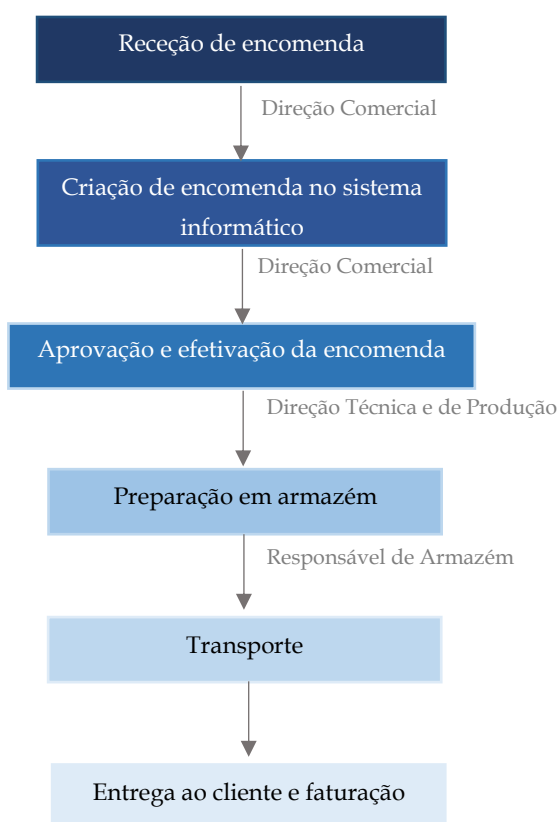 Receção de encomenda
Direção Comercial
Criação de encomenda no sistema
informático
Direção Comercial
Aprovação e efetivação da encomenda
Direção Técnica e de Produção
Preparação em armazém
Responsável de Armazém
Transporte
Entrega ao cliente e faturação